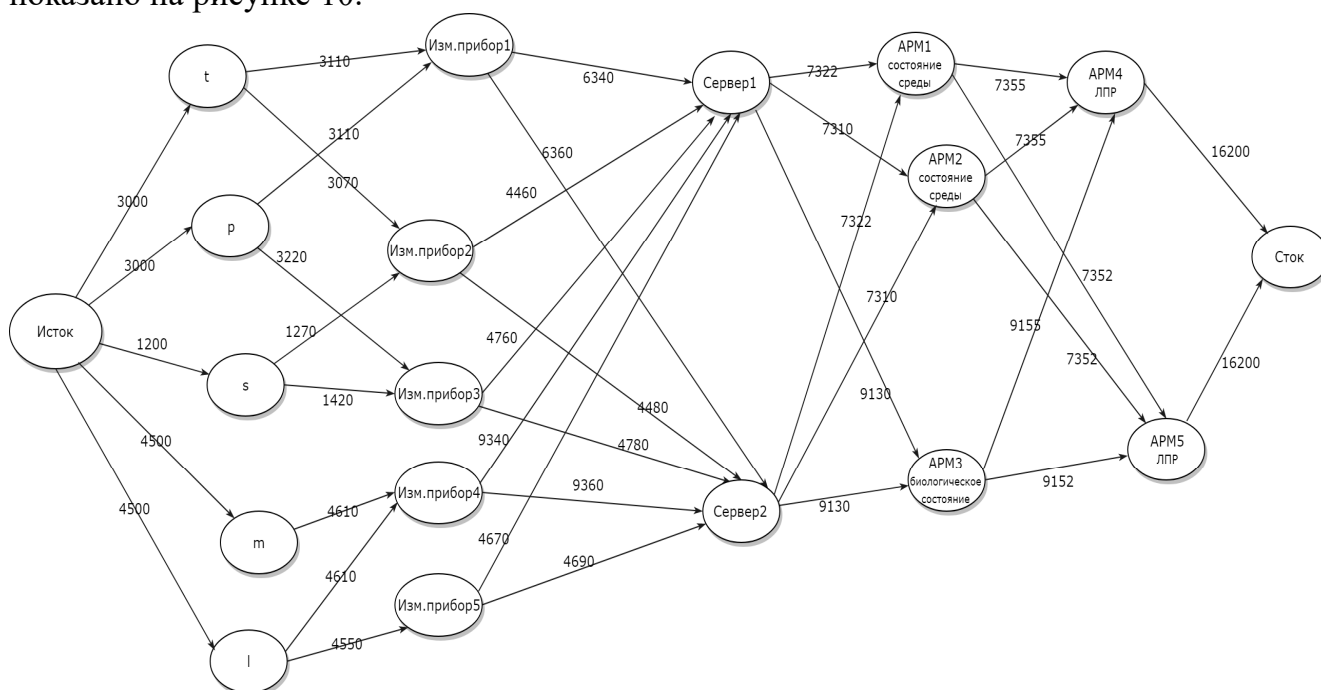 показано на рисунке 10.
t
p
s
m
l
Исток
3000
3000
1200
4500
4500
3110
3110
3070
3220
1270
1420
4610
4610
4550
Изм.прибор1
Изм.прибор2
Изм.прибор3
Изм.прибор4
Изм.прибор5
6340
6360
4460
4480
4760
4780
9340
9360
4670
4690
Сервер1
Сервер2
7322
7310
7322
7310
9130
9130
АРМ1
состояние
среды
АРМ2
состояние
среды
АРМ3
биологическое
состояние
7355
7355
7352
7352
9155
9152
АРМ4
ЛПР
АРМ5
ЛПР
16200
16200
Сток